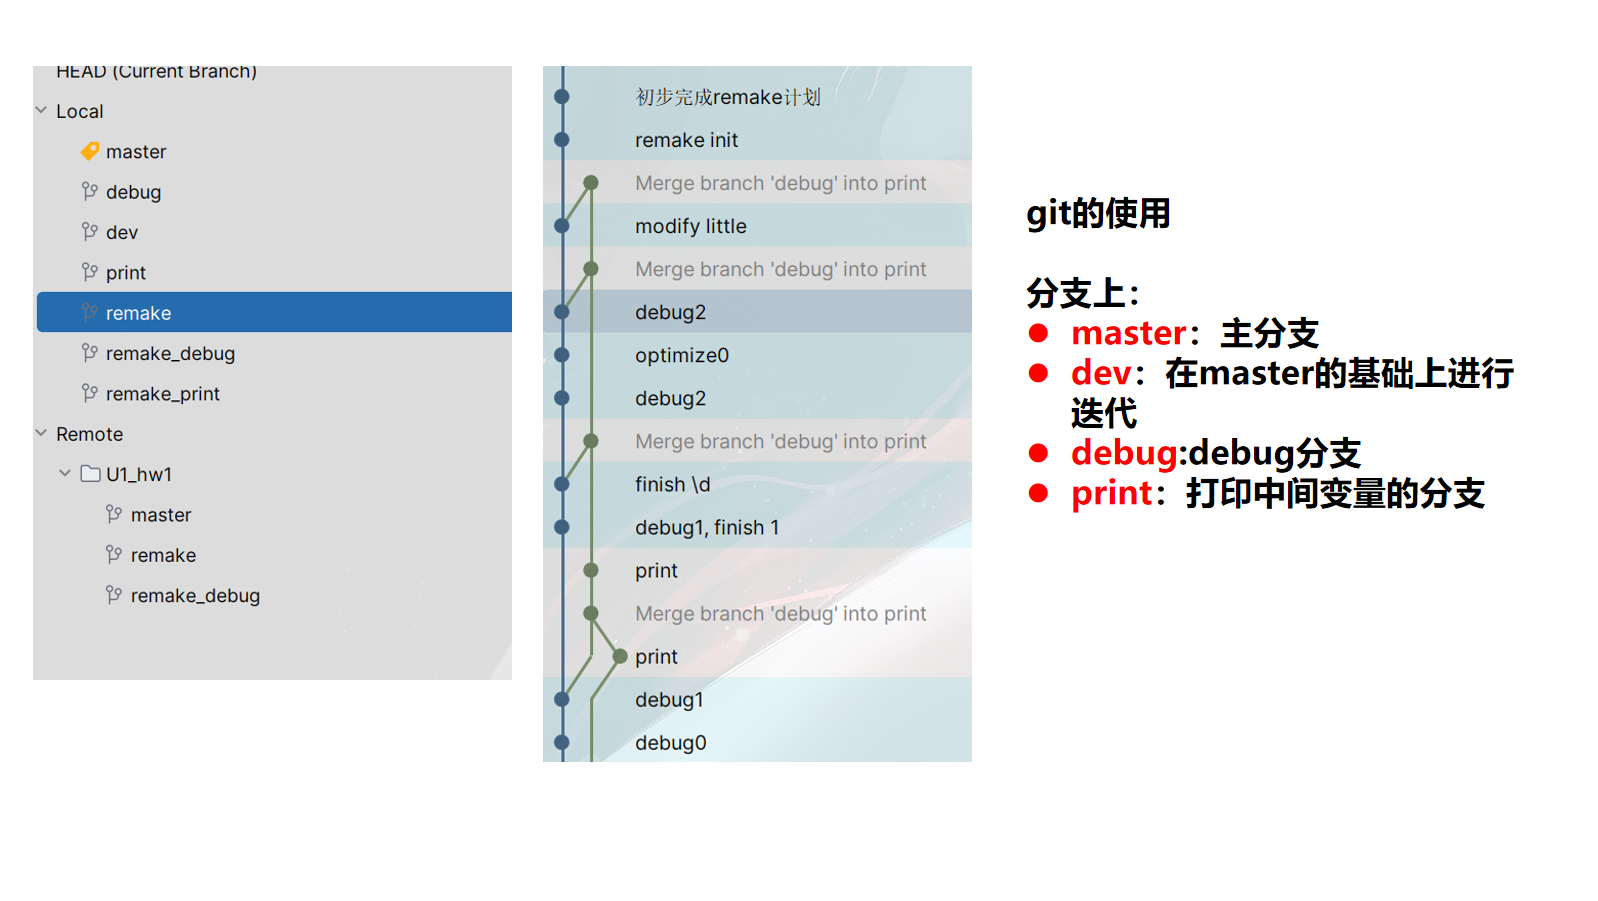 HEAD (Current Branch)
Local
master
debug
dev
print
remake
remake_debug
remake_print
Remote
U1_hw1
master
remake
remake_debug
初步完成remake计划
remake init
Merge branch 'debug' into print
modify little
Merge branch 'debug' into print
debug2
optimize0
debug2
Merge branch 'debug' into print
finish \d
debug1, finish 1
print
Merge branch 'debug' into print
print
debug1
debug0
git的使用
分支上：
● master：主分支
● dev：在master的基础上进行
迭代
● debug:debug分支
● print：打印中间变量的分支